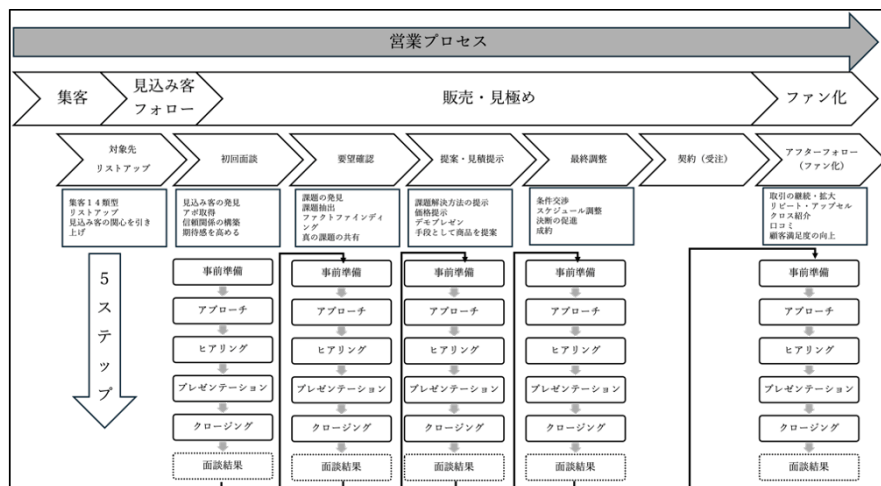 営業プロセス
集客
見込み客
フォロー
販売・見極め
ファン化
対象先
リストアップ
初回面談
要望確認
提案・見積提示
最終調整
契約（受注）
アフターフォロー
（ファン化）
集客１４類型
リストアップ
見込み客の関心を引き
上げ
見込み客の発見
アポ取得
信頼関係の構築
期待感を高める
課題の発見
課題抽出
ファクトファインディ
ング
真の課題の共有
課題解決方法の提示
価格提示
デモプレゼン
手段として商品を提案
条件交渉
スケジュール調整
決断の促進
成約
取引の継続・拡大
リピート・アップセル
クロス紹介
口コミ
顧客満足度の向上
５ステップ
事前準備
アプローチ
ヒアリング
プレゼンテーション
クロージング
面談結果
事前準備
アプローチ
ヒアリング
プレゼンテーション
クロージング
面談結果
事前準備
アプローチ
ヒアリング
プレゼンテーション
クロージング
面談結果
事前準備
アプローチ
ヒアリング
プレゼンテーション
クロージング
面談結果
事前準備
アプローチ
ヒアリング
プレゼンテーション
クロージング
面談結果